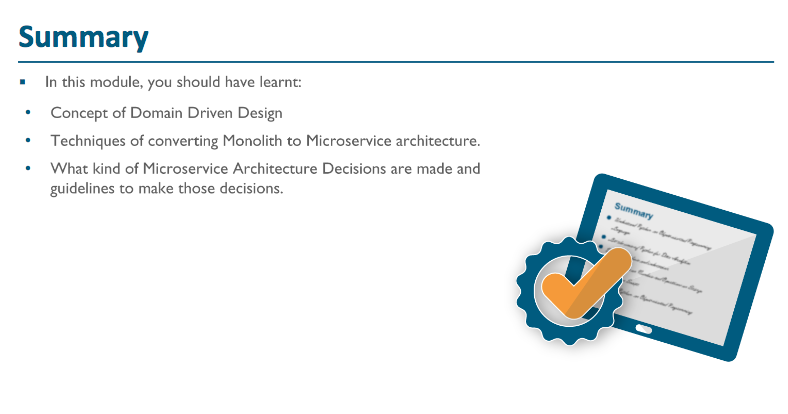 Summary
▪ In this module, you should have learnt:
• Concept of Domain Driven Design
• Techniques of converting Monolith to Microservice architecture.
• What kind of Microservice Architecture Decisions are made and
guidelines to make those decisions.
Summary